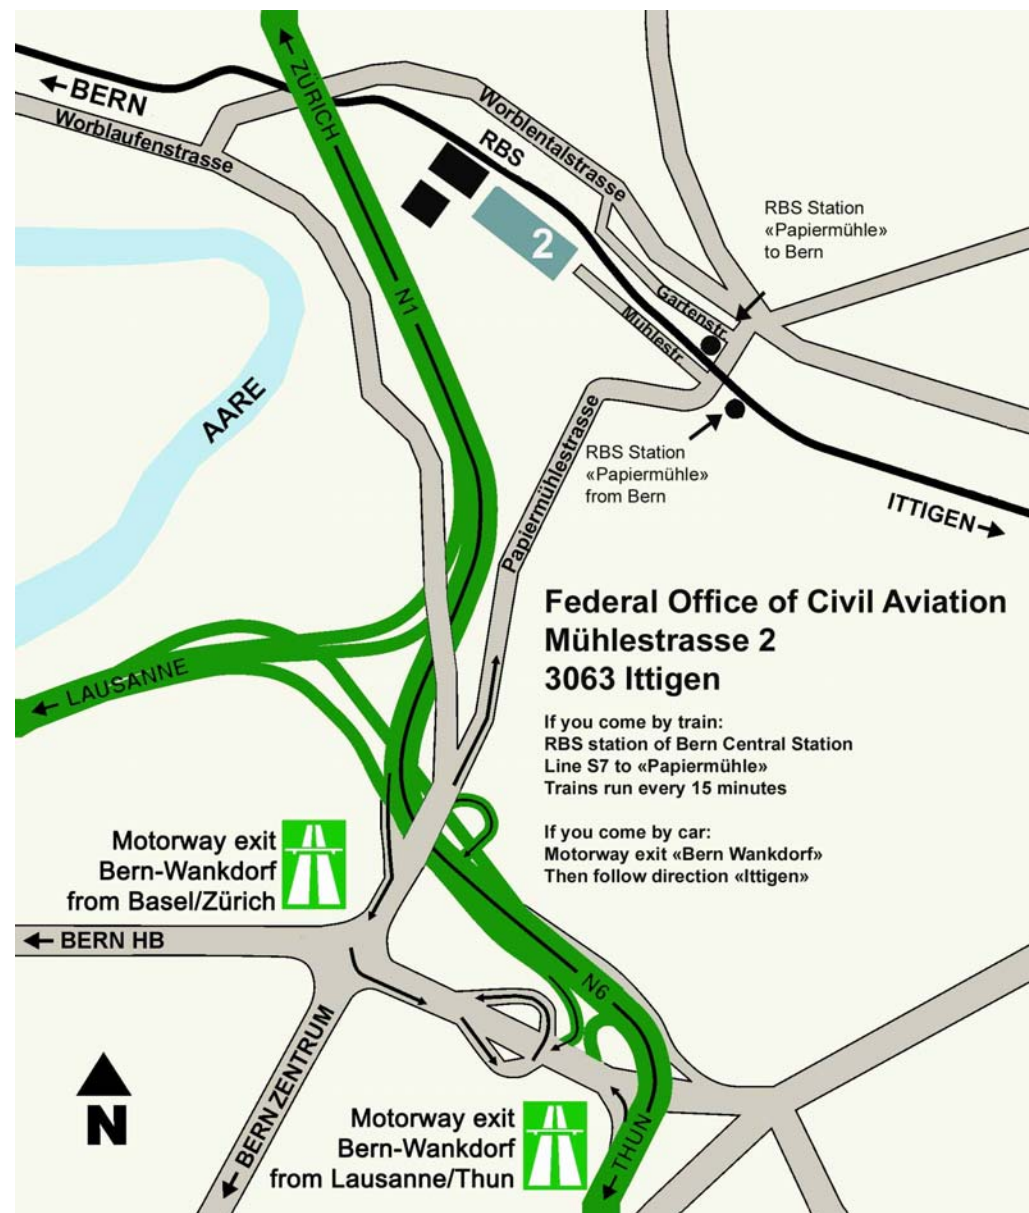 ZÜRICH
BERN
Worblaufenstrasse
RBS
Worblentalstrasse
RBS Station
«Papiermühle»
to Bern
2
N1
Gartenstr.
Mühlestr.
AARE
Papiermühlestrasse
RBS Station
«Papiermühle»
from Bern
ITTIGEN
Federal Office of Civil Aviation
Mühlestrasse 2
3063 Ittigen
LAUSANNE
If you come by train:
RBS station of Bern Central Station
Line S7 to «Papiermühle»
Trains run every 15 minutes
If you come by car:
Motorway exit «Bern Wankdorf»
Then follow direction «Ittigen»
Motorway exit
Bern-Wankdorf
from Basel/Zürich
BERN HB
N6
BERN ZENTRUM
N
Motorway exit
Bern-Wankdorf
from Lausanne/Thun
THUN